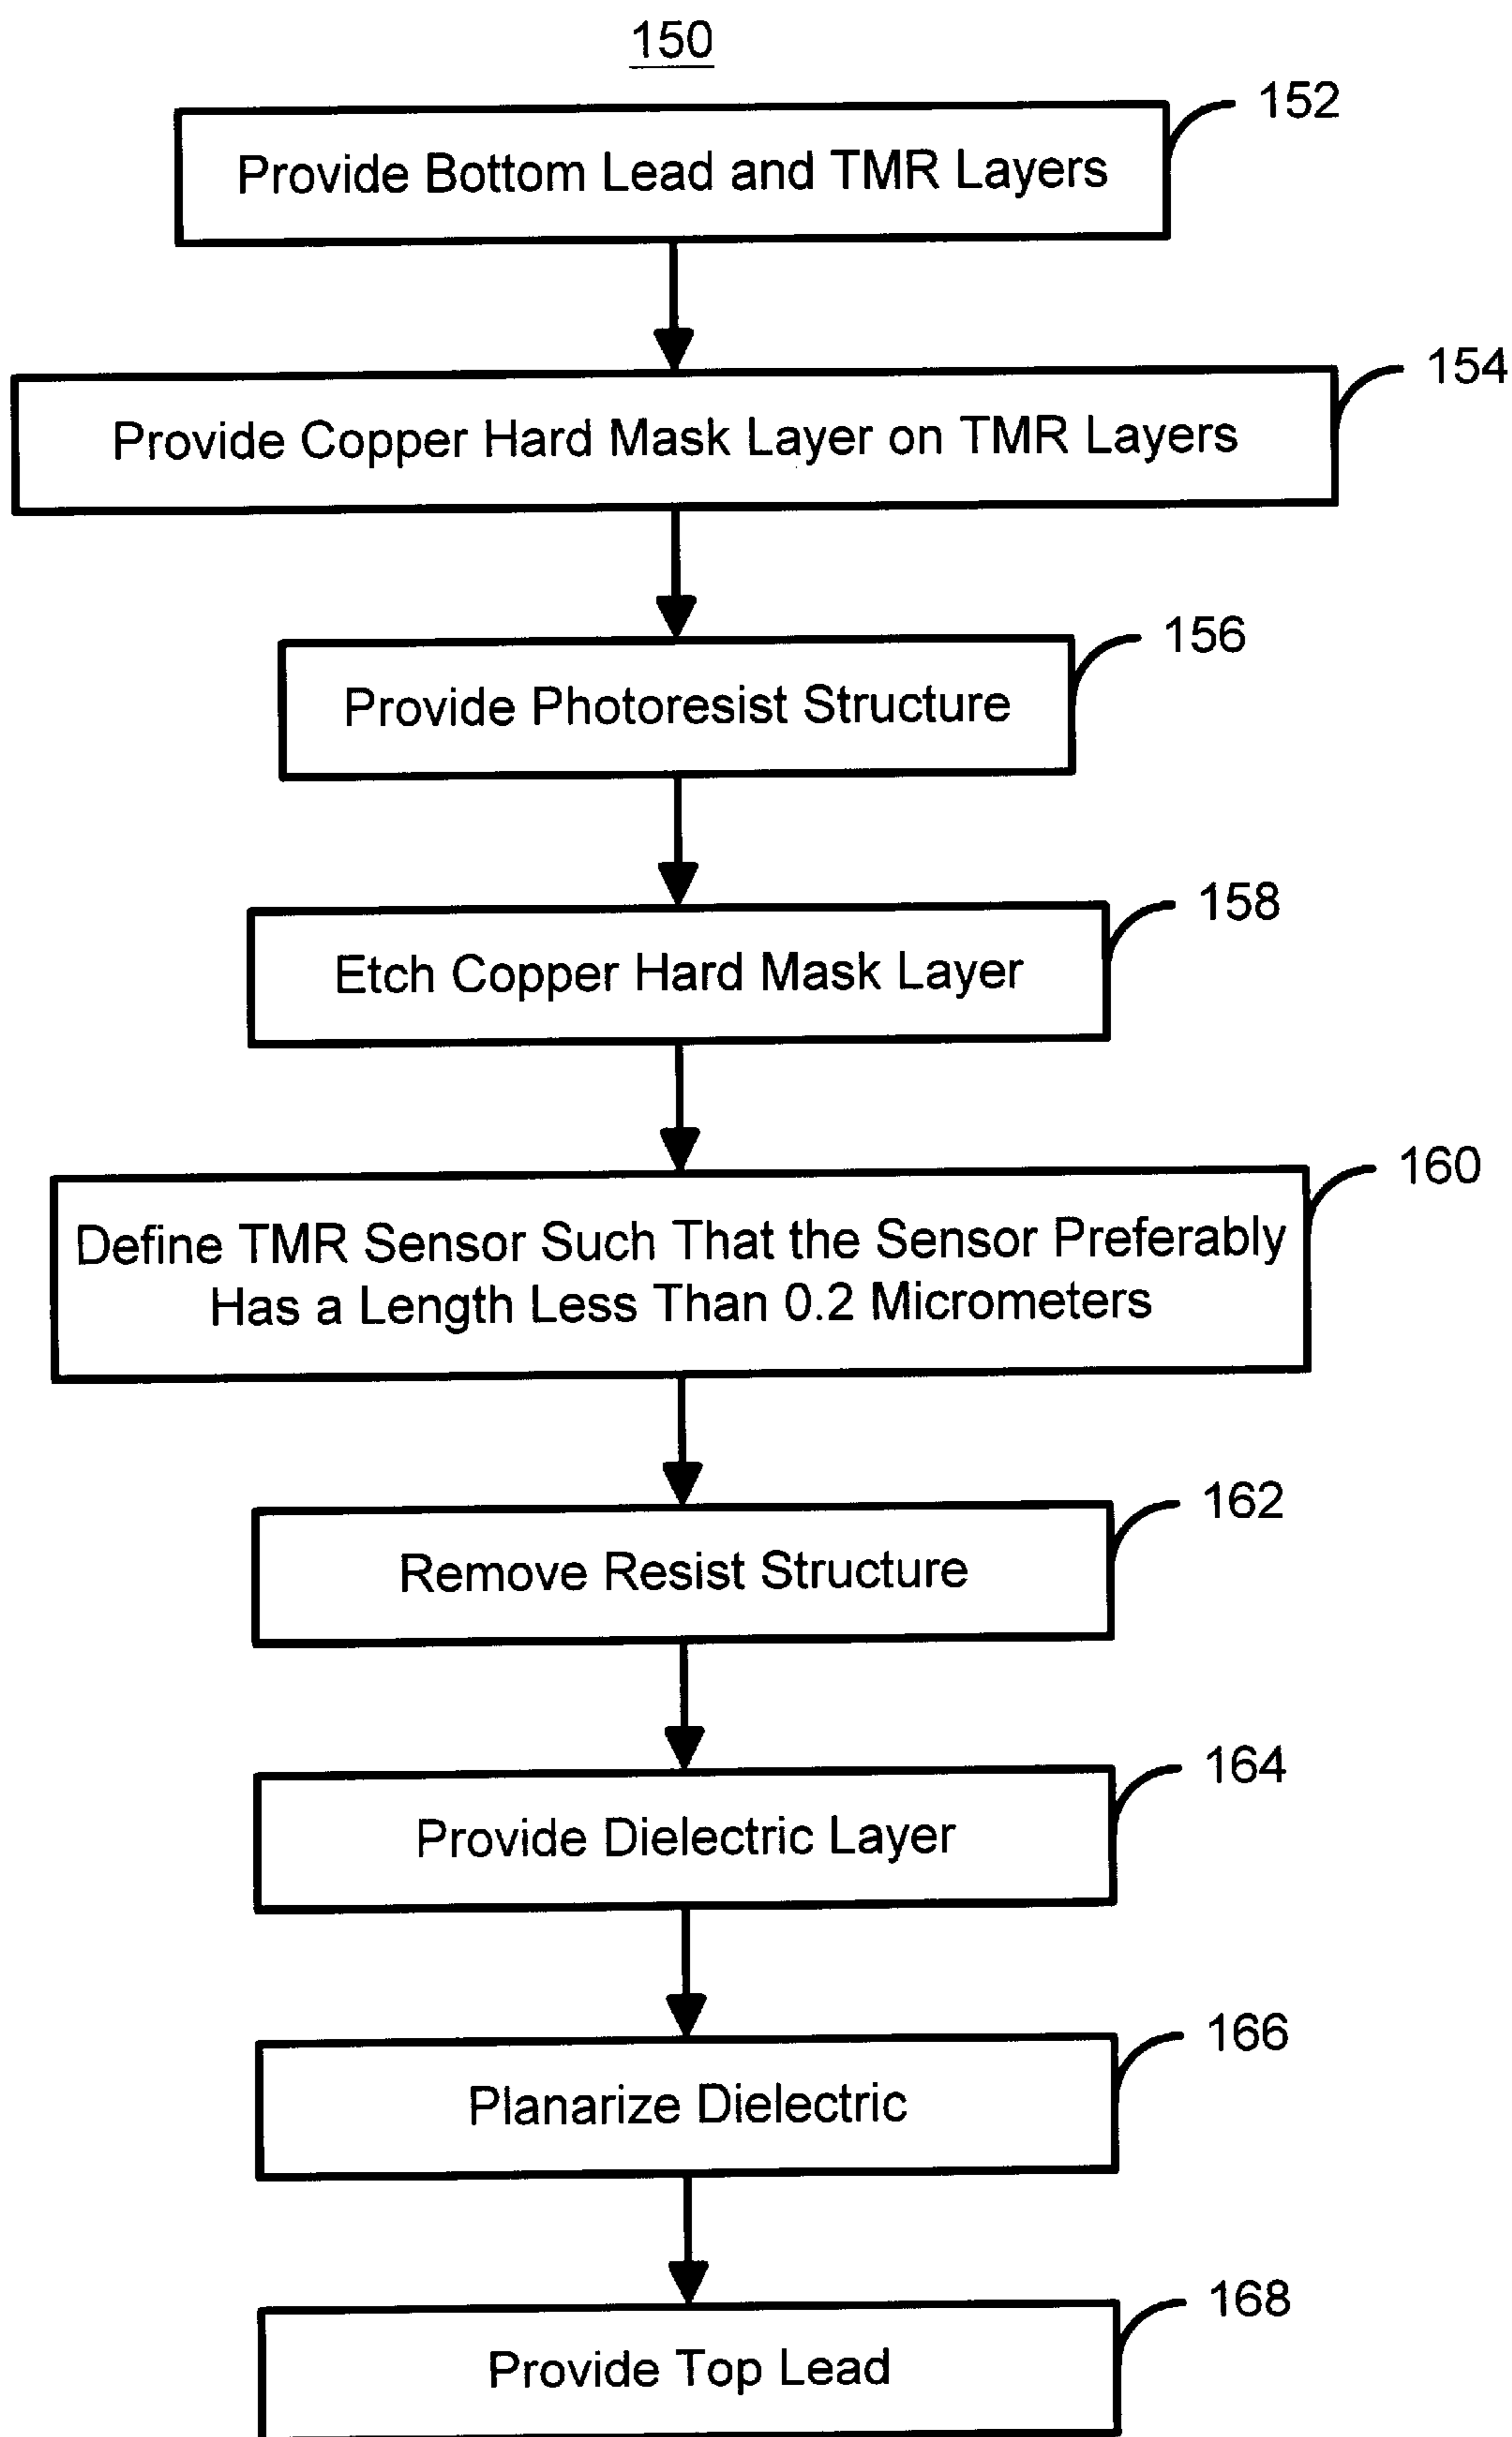 150
152
Provide Bottom Lead and TMR Layers
154
Provide Copper Hard Mask Layer on TMR Layers
156
Provide Photoresist Structure
158
Etch Copper Hard Mask Layer
160
Define TMR Sensor Such That the Sensor Preferably
Has a Length Less Than 0.2 Micrometers
162
Remove Resist Structure
164
Provide Dielectric Layer
166
Planarize Dielectric
168
Provide Top Lead